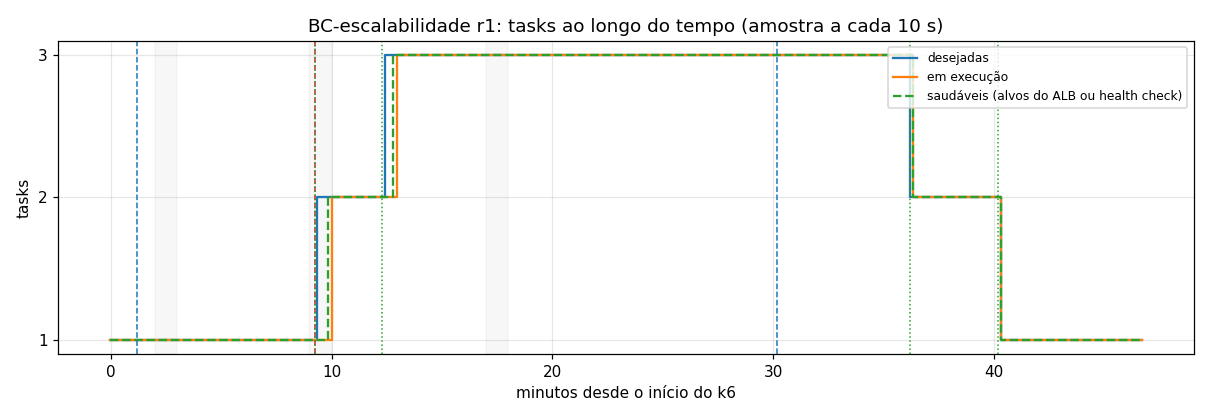 BC-escalabilidade r1: tasks ao longo do tempo (amostra a cada 10 s)
3
2
1
tasks
desejadas
em execução
saudáveis (alvos do ALB ou health check)
0
10
20
30
40
minutos desde o início do k6